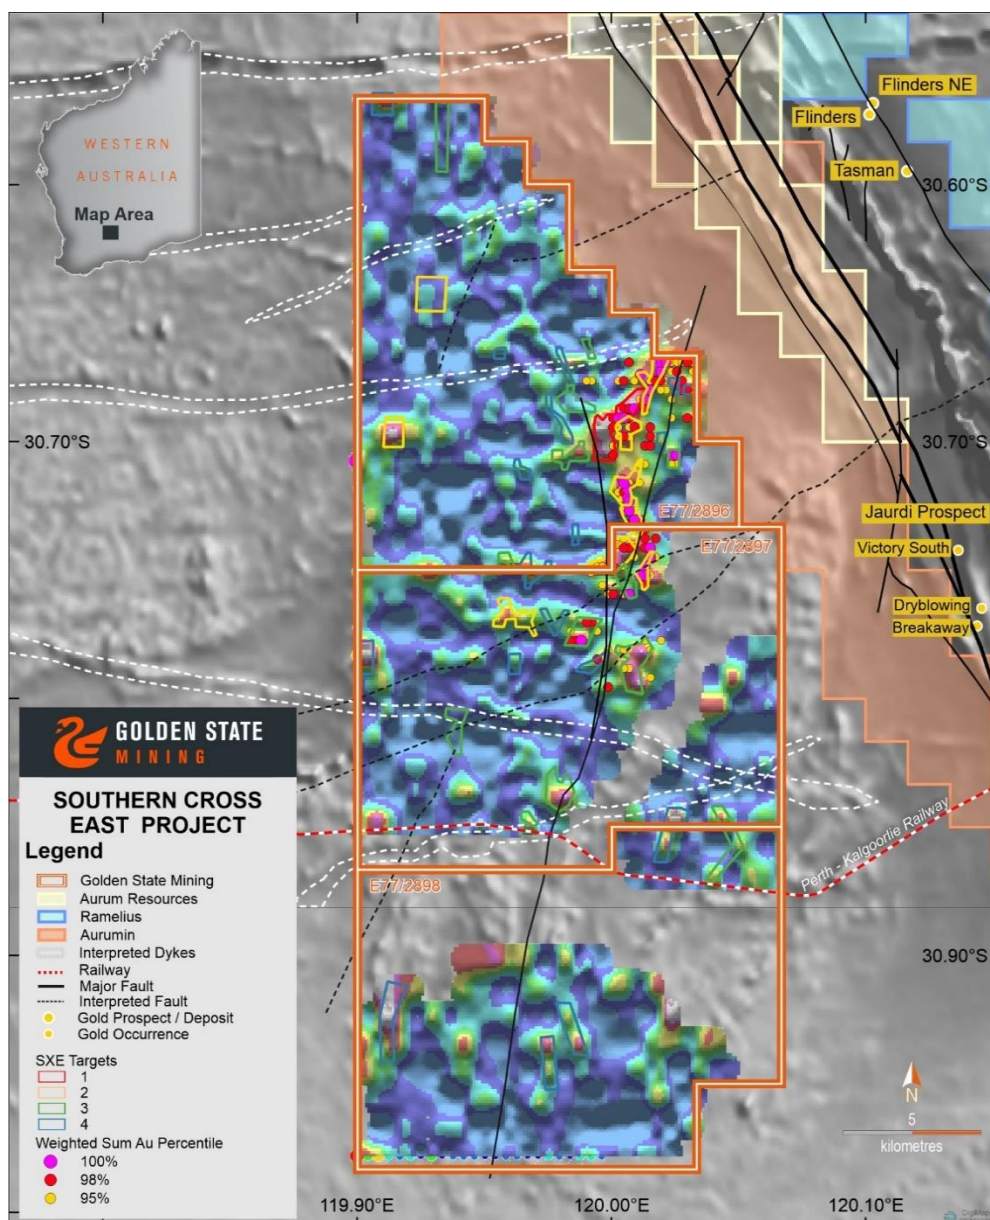 WESTERN
AUSTRALIA
Map Area
Flinders NE
Flinders
Tasman
30.60°S
30.70°S
30.70°S
E77/2896
E77/2897
Jaurdi Prospect
Victory South
Dryblowing
Breakaway
GOLDEN STATE
MINING
SOUTHERN CROSS
EAST PROJECT
Legend
Golden State Mining
Aurum Resources
Ramelius
Aurumin
Interpreted Dykes
Railway
Major Fault
Interpreted Fault
Gold Prospect / Deposit
Gold Occurrence
SXE Targets
1
2
3
4
Weighted Sum Au Percentile
100%
98%
95%
Perth - Kalgoorlie Railway
E77/2898
30.90°S
N
5
kilometres
119.90°E
120.00°E
120.10°E